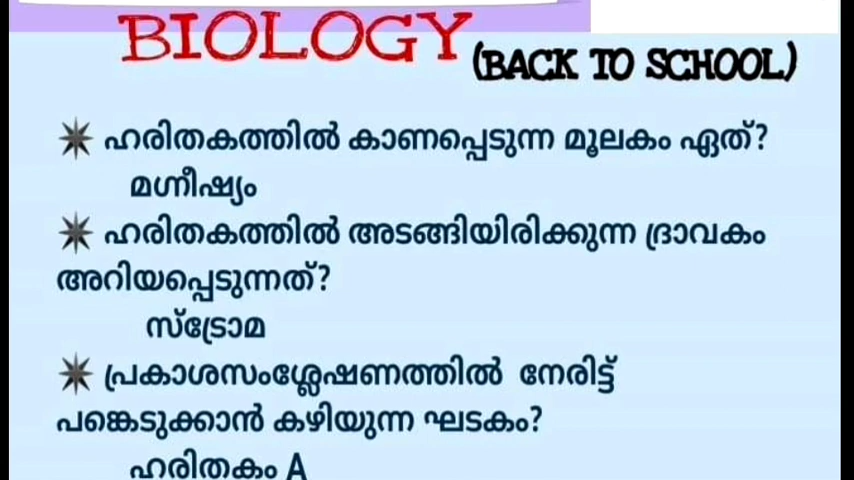 BIOLOGY
(BACK TO SCHOOL)
ഹരിതകത്തിൽ കാണപ്പെടുന്ന മൂലകം ഏത്?
മഗ്നീഷ്യം
ഹരിതകത്തിൽ അടങ്ങിയിരിക്കുന്ന ദ്രാവകം
അറിയപ്പെടുന്നത്?
സ്ട്രോമ
പ്രകാശസംശ്ലേഷണത്തിൽ നേരിട്ട്
പങ്കെടുക്കാൻ കഴിയുന്ന ഘടകം?
ഹരിതകം A